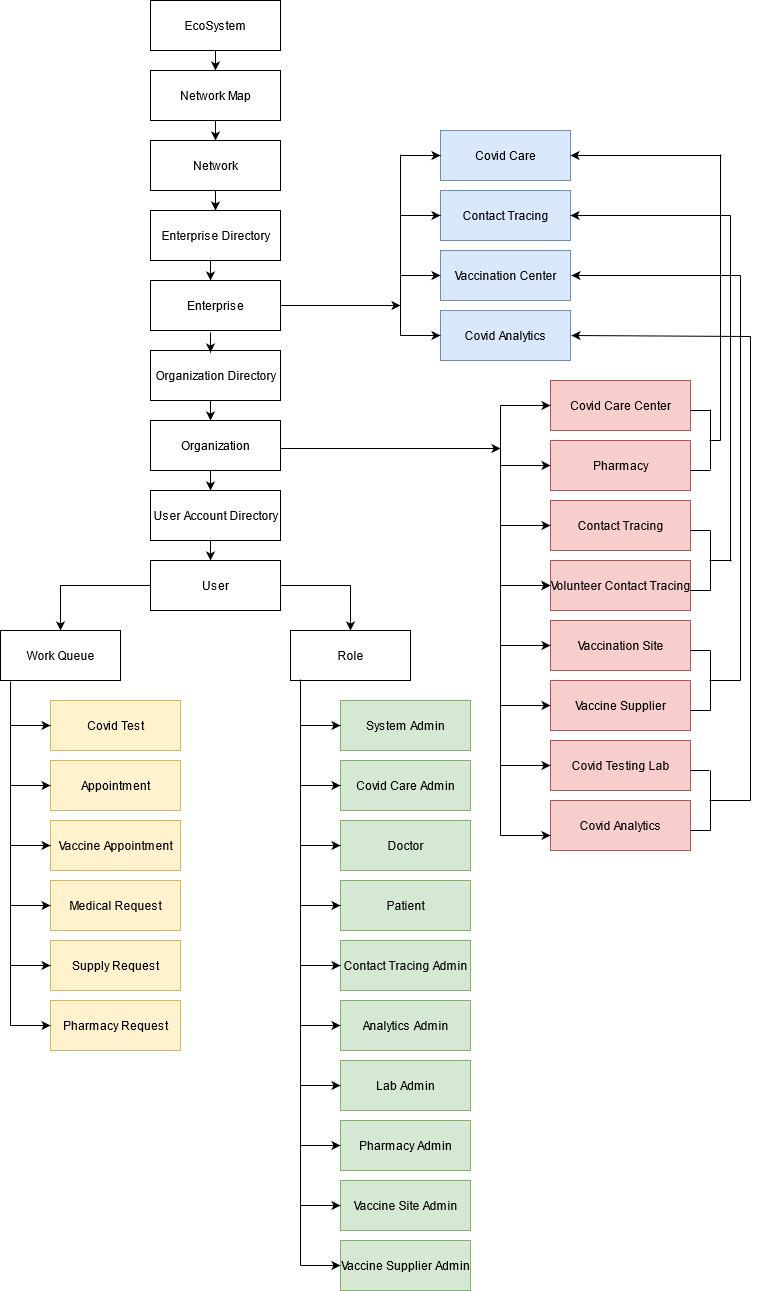 EcoSystem
Network Map
Network
Enterprise Directory
Enterprise
Organization Directory
Organization
User Account Directory
User
Work Queue
Role
Covid Care
Contact Tracing
Vaccination Center
Covid Analytics
Covid Care Center
Pharmacy
Contact Tracing
Volunteer Contact Tracing
Vaccination Site
Vaccine Supplier
Covid Testing Lab
Covid Analytics
Covid Test
Appointment
Vaccine Appointment
Medical Request
Supply Request
Pharmacy Request
System Admin
Covid Care Admin
Doctor
Patient
Contact Tracing Admin
Analytics Admin
Lab Admin
Pharmacy Admin
Vaccine Site Admin
Vaccine Supplier Admin